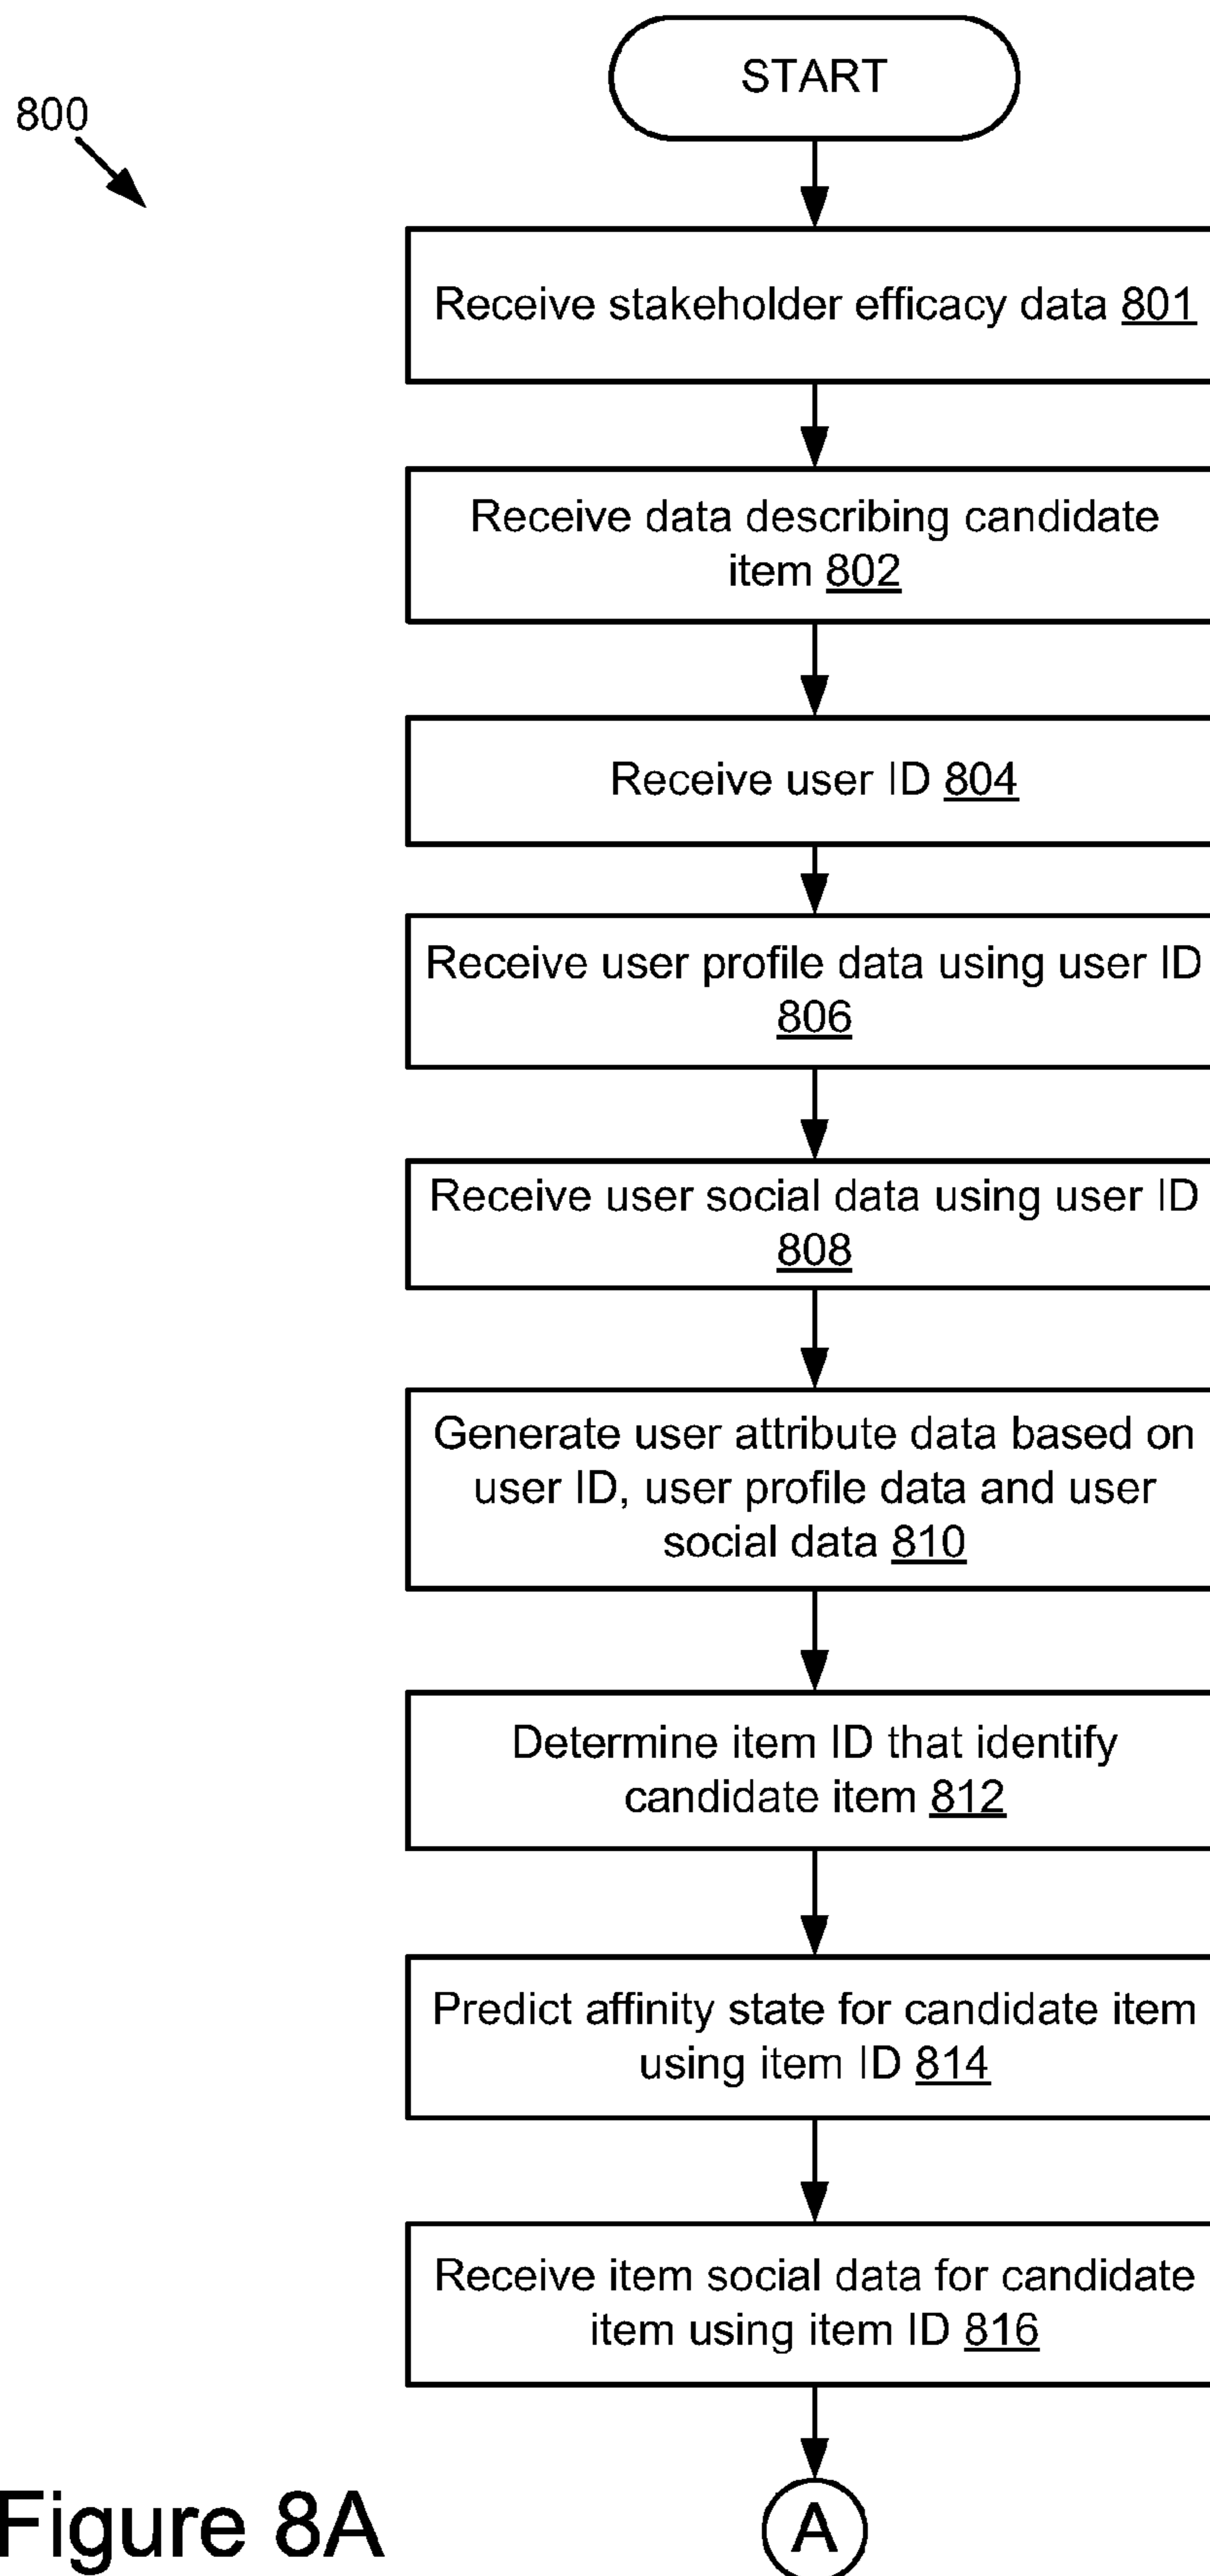 START
800
Receive stakeholder efficacy data 801
Receive data describing candidate
item 802
Receive user ID 804
Receive user profile data using user ID
806
Receive user social data using user ID
808
Generate user attribute data based on
user ID, user profile data and user
social data 810
Determine item ID that identify
candidate item 812
Predict affinity state for candidate item
using item ID 814
Receive item social data for candidate
item using item ID 816
Figure 8A
A